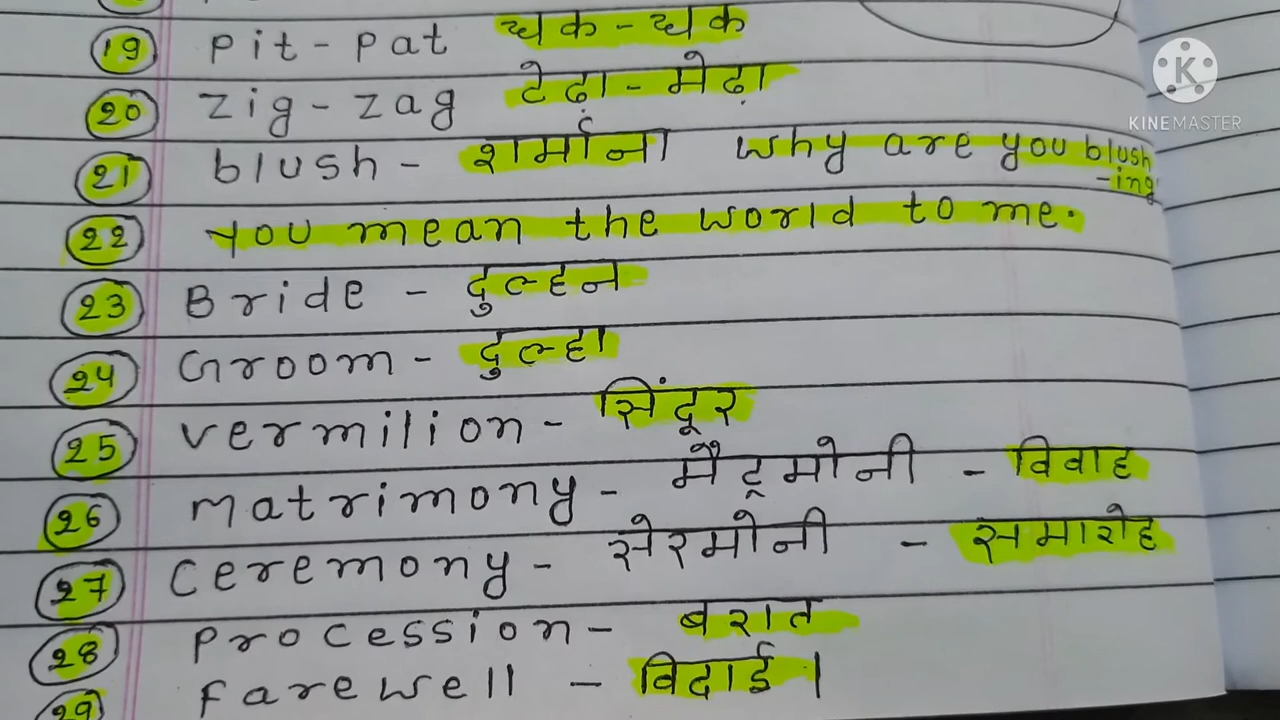 19 Pit-Pat धक-धक
20 Zig-zag टेढ़ा-मेढ़ा
21 blush- शर्माना why are you blush
-ing
22 You mean the world to me.
23 Bride - दुल्हन
24 Groom- दुल्हा
25 vermilion- सिंदूर
26 Matrimony- मैट्रमोनी - विवाह
27 ceremony- सेरमोनी - समारोह
28 Procession- बरात
29 Farewell - विदाई।
KINEMASTER